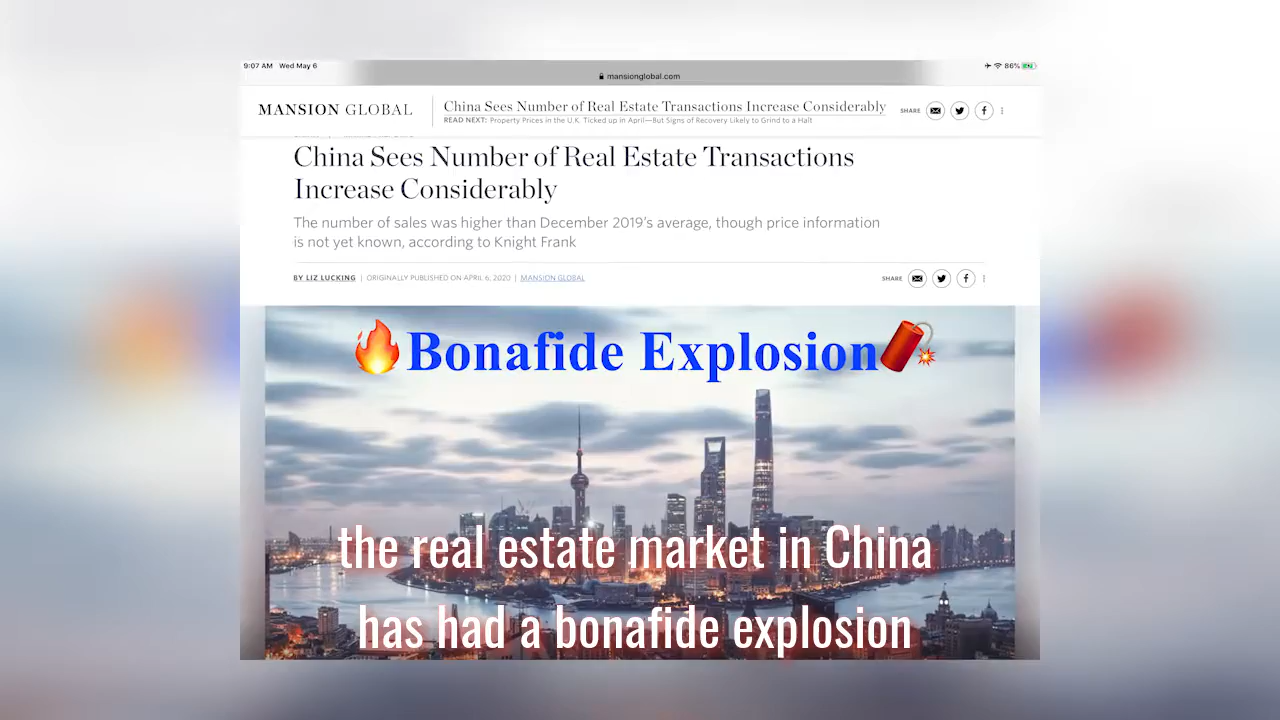 9:07 AM Wed May 6
mansionglobal.com
86%
MANSION GLOBAL
China Sees Number of Real Estate Transactions Increase Considerably
READ NEXT: Property Prices in the U.K. Ticked up in April—But Signs of Recovery Likely to Grind to a Halt
SHARE
China Sees Number of Real Estate Transactions
Increase Considerably
The number of sales was higher than December 2019's average, though price information
is not yet known, according to Knight Frank
BY LIZ LUCKING | ORIGINALLY PUBLISHED ON APRIL 6, 2020 | MANSION GLOBAL
SHARE
Bonafide Explosion
the real estate market in China
has had a bonafide explosion